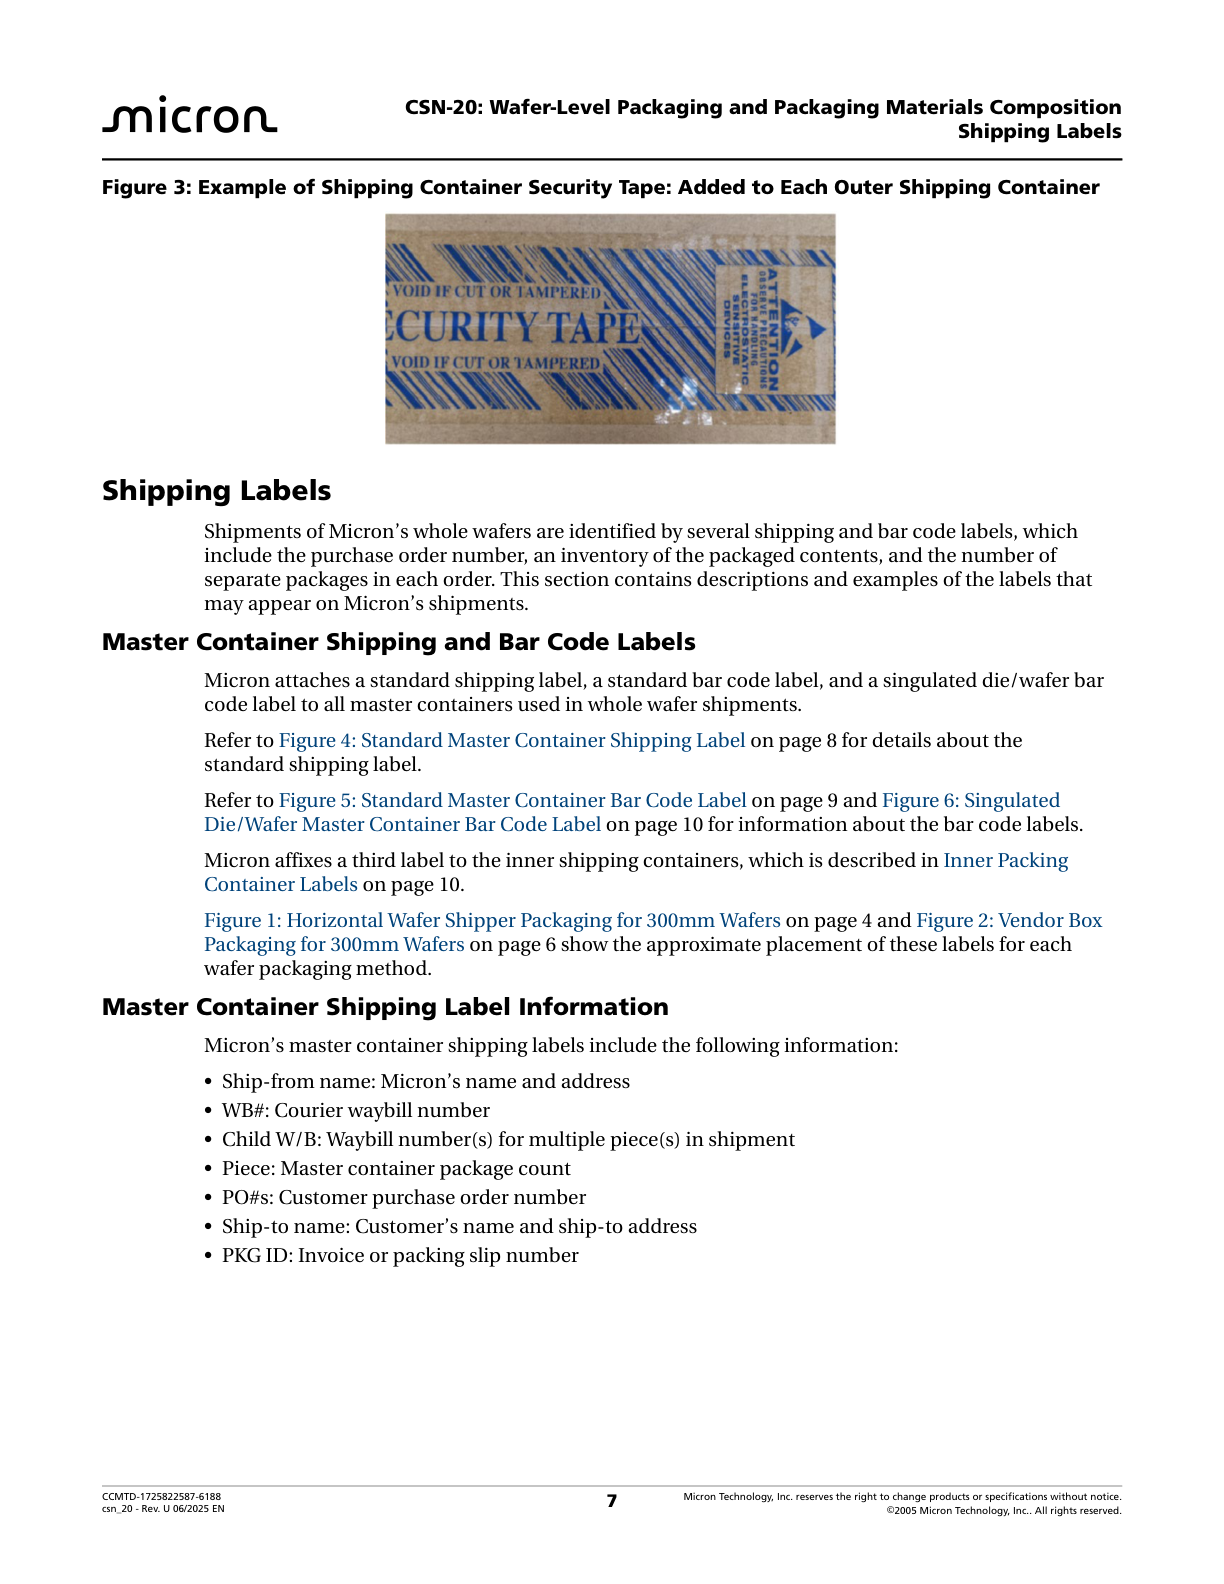 micron
CSN-20: Wafer-Level Packaging and Packaging Materials Composition
Shipping Labels
Figure 3: Example of Shipping Container Security Tape: Added to Each Outer Shipping Container
VOID IF CUT OR TAMPERED
ECURITY TAPE
VOID IF CUT OR TAMPERED
ATTENTION
OBSERVE PRECAUTIONS
FOR HANDLING
ELECTROSTATIC
SENSITIVE
DEVICES
Shipping Labels
Shipments of Micron’s whole wafers are identified by several shipping and bar code labels, which
include the purchase order number, an inventory of the packaged contents, and the number of
separate packages in each order. This section contains descriptions and examples of the labels that
may appear on Micron’s shipments.
Master Container Shipping and Bar Code Labels
Micron attaches a standard shipping label, a standard bar code label, and a singulated die/wafer bar
code label to all master containers used in whole wafer shipments.
Refer to Figure 4: Standard Master Container Shipping Label on page 8 for details about the
standard shipping label.
Refer to Figure 5: Standard Master Container Bar Code Label on page 9 and Figure 6: Singulated
Die/Wafer Master Container Bar Code Label on page 10 for information about the bar code labels.
Micron affixes a third label to the inner shipping containers, which is described in Inner Packing
Container Labels on page 10.
Figure 1: Horizontal Wafer Shipper Packaging for 300mm Wafers on page 4 and Figure 2: Vendor Box
Packaging for 300mm Wafers on page 6 show the approximate placement of these labels for each
wafer packaging method.
Master Container Shipping Label Information
Micron’s master container shipping labels include the following information:
• Ship-from name: Micron’s name and address
• WB#: Courier waybill number
• Child W/B: Waybill number(s) for multiple piece(s) in shipment
• Piece: Master container package count
• PO#s: Customer purchase order number
• Ship-to name: Customer’s name and ship-to address
• PKG ID: Invoice or packing slip number
CCMTD-1725822587-6188
csn_20 - Rev. U 06/2025 EN
7
Micron Technology, Inc. reserves the right to change products or specifications without notice.
©2005 Micron Technology, Inc.. All rights reserved.